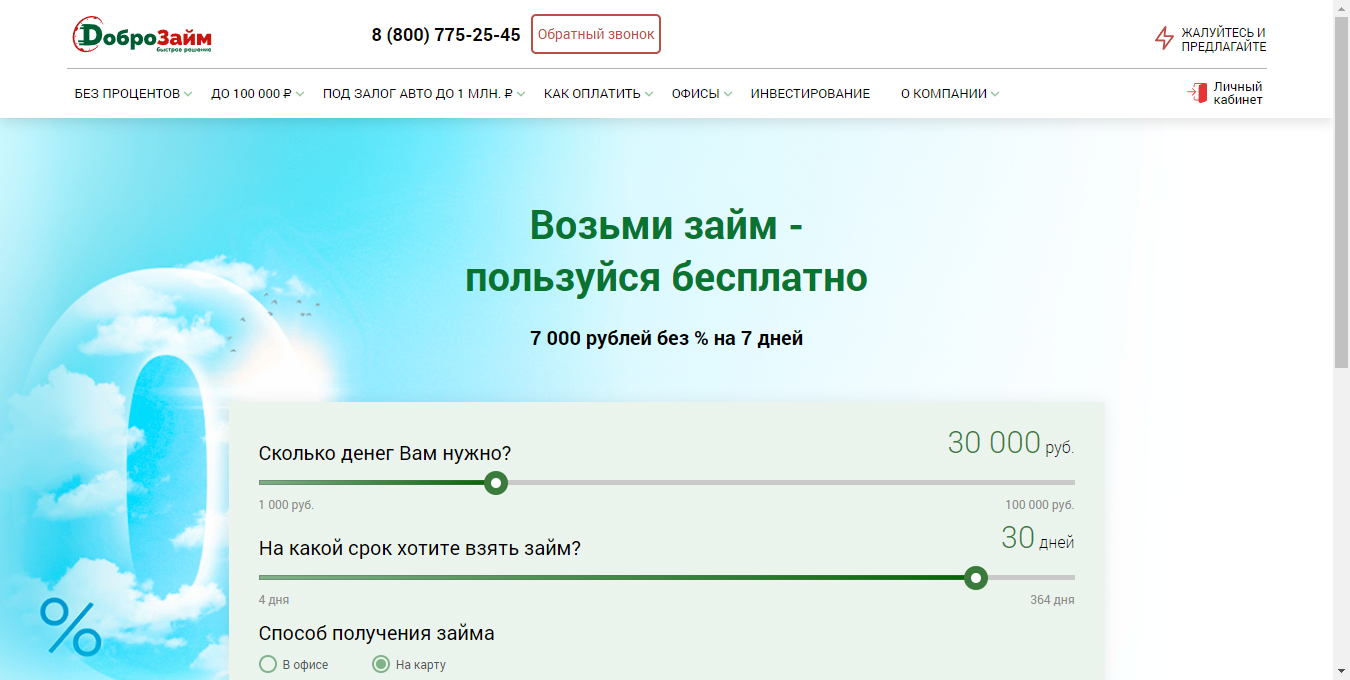 ДоброЗайм
быстрое решение
8 (800) 775-25-45
Обратный звонок
ЖАЛУЙТЕСЬ И
ПРЕДЛАГАЙТЕ
БЕЗ ПРОЦЕНТОВ ДО 100 000 ₽ ПОД ЗАЛОГ АВТО ДО 1 МЛН. ₽ КАК ОПЛАТИТЬ ОФИСЫ ИНВЕСТИРОВАНИЕ О КОМПАНИИ
Личный
кабинет
Возьми займ -
пользуйся бесплатно
7 000 рублей без % на 7 дней
Сколько денег Вам нужно?
30 000 руб.
1 000 руб.
100 000 руб.
На какой срок хотите взять займ?
30 дней
4 дня
364 дня
Способ получения займа
В офисе
На карту
0
%